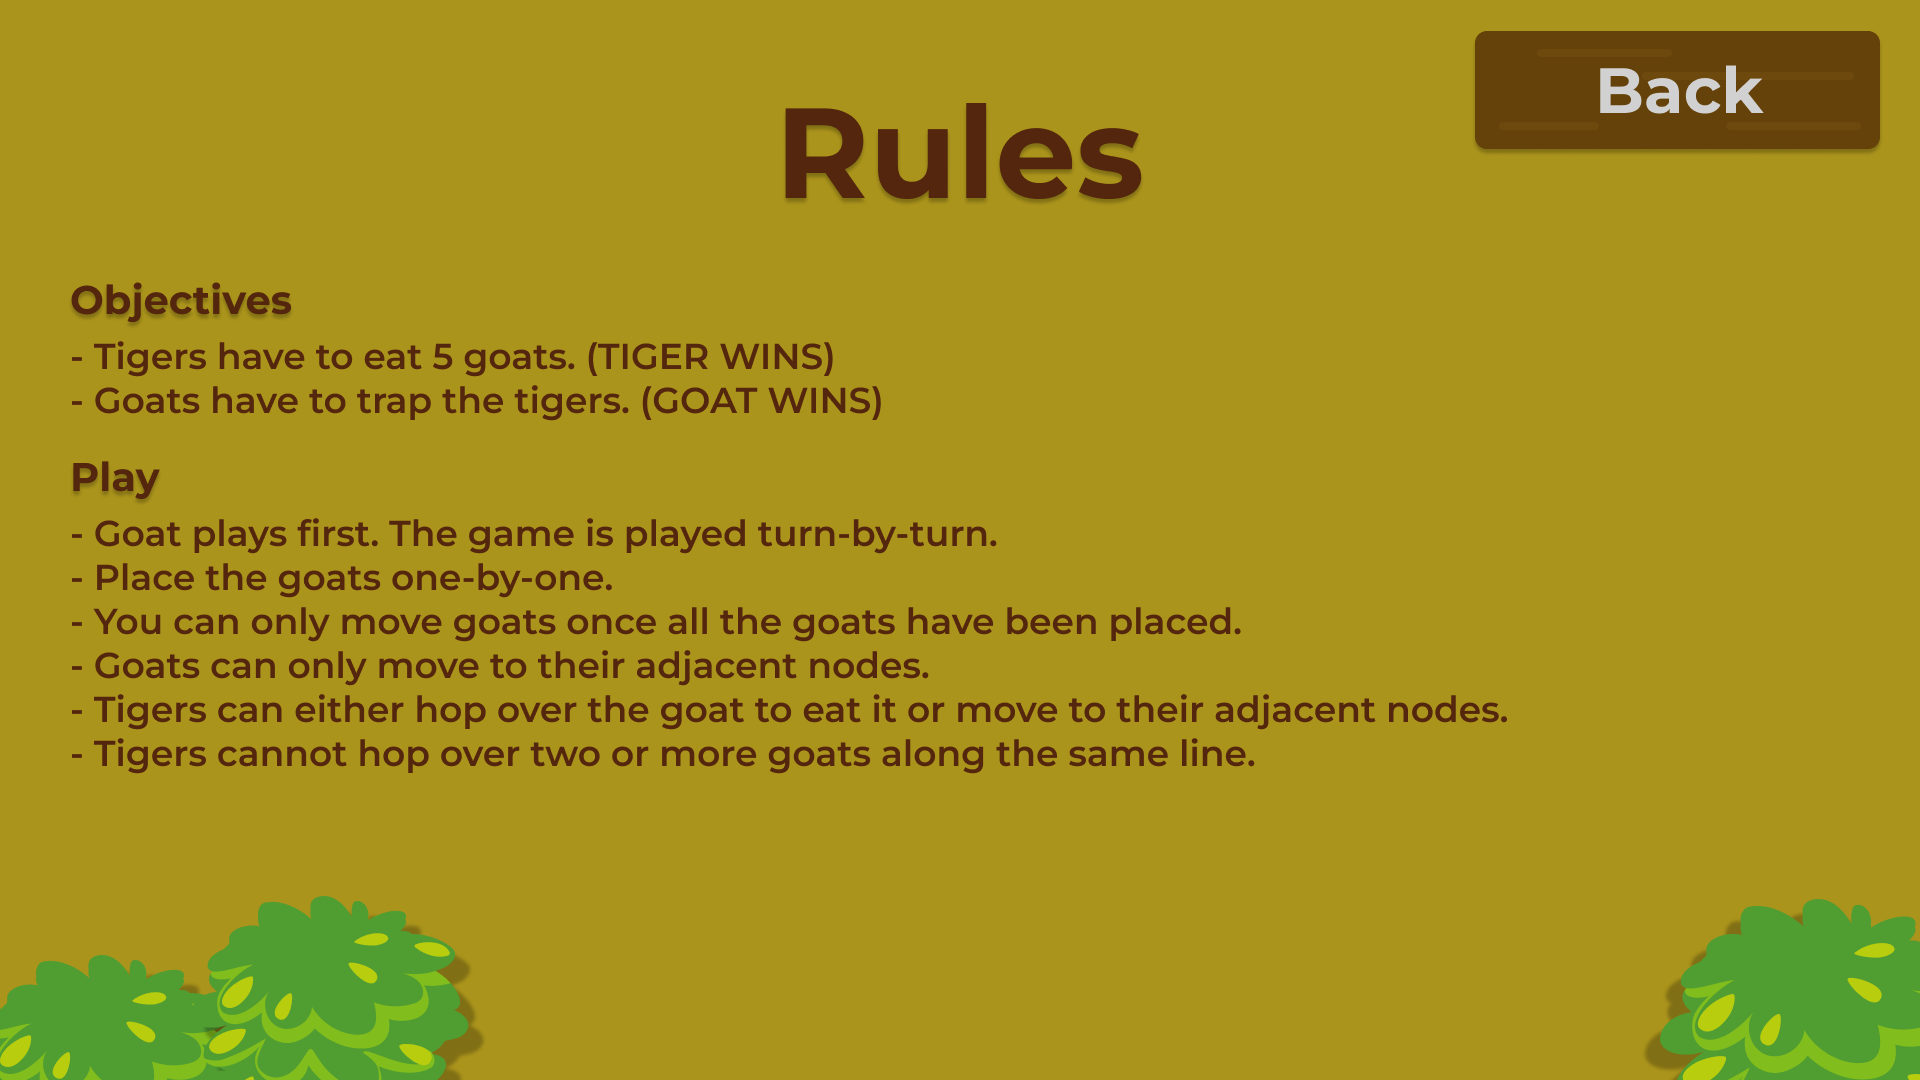 Back
Rules
Objectives
- Tigers have to eat 5 goats. (TIGER WINS)
- Goats have to trap the tigers. (GOAT WINS)
Play
- Goat plays first. The game is played turn-by-turn.
- Place the goats one-by-one.
- You can only move goats once all the goats have been placed.
- Goats can only move to their adjacent nodes.
- Tigers can either hop over the goat to eat it or move to their adjacent nodes.
- Tigers cannot hop over two or more goats along the same line.